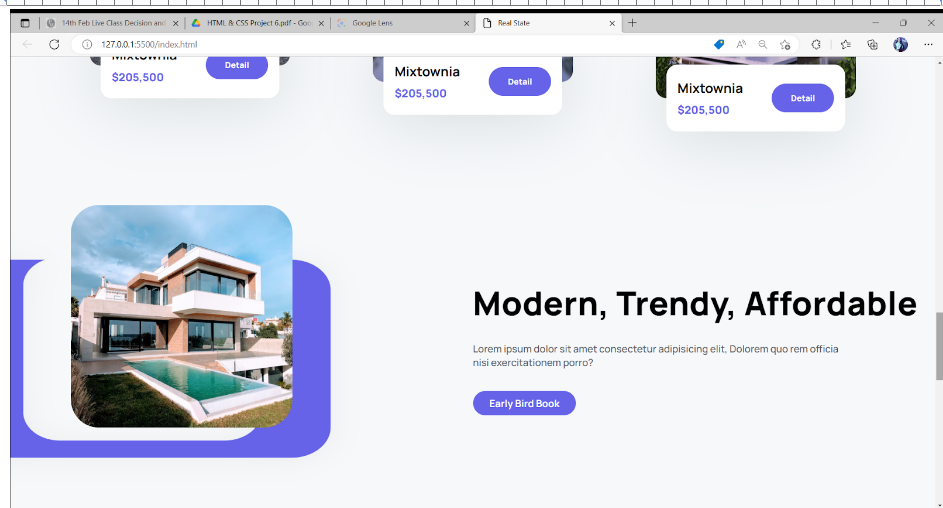 14th Feb Live Class Decision and
HTML & CSS Project 6.pdf - Goo
Google Lens
Real State
127.0.0.1:5500/index.html
Mixtownia
$205,500
Detail
Mixtownia
$205,500
Detail
Mixtownia
$205,500
Detail
Modern, Trendy, Affordable
Lorem ipsum dolor sit amet consectetur adipisicing elit, Dolorem quo rem officia
nisi exercitationem porro?
Early Bird Book